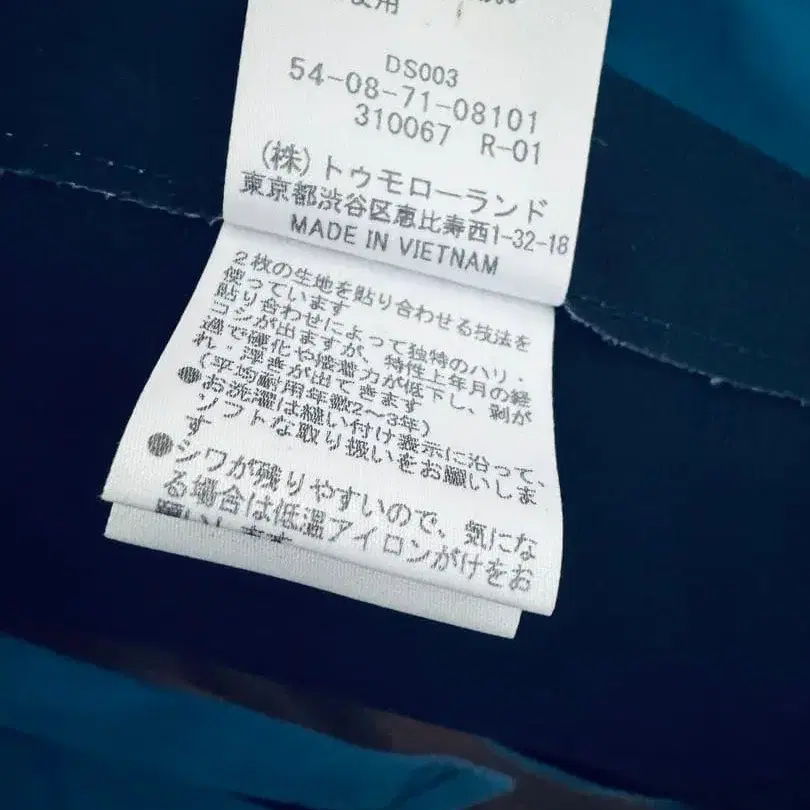 使用
DS003
54-08-71-08101
310067 R-01
(株)トゥモローランド
東京都渋谷区恵比寿西1-32-18
MADE IN VIETNAM
2枚の生地を貼り合わせる技法を
使っています
貼り合わせによって独特のハリ・
コシが出ますが、特性上年月の経
過で硬化や接着力が低下し、剥が
れ・浮きが出てきます
(平均耐用年数2~3年)
●お洗濯は縫い付け表示に沿って、
ソフトな取り扱いをお願いしま
す
●シワが残りやすいので、気にな
る場合は低温アイロンがけをお
願いします